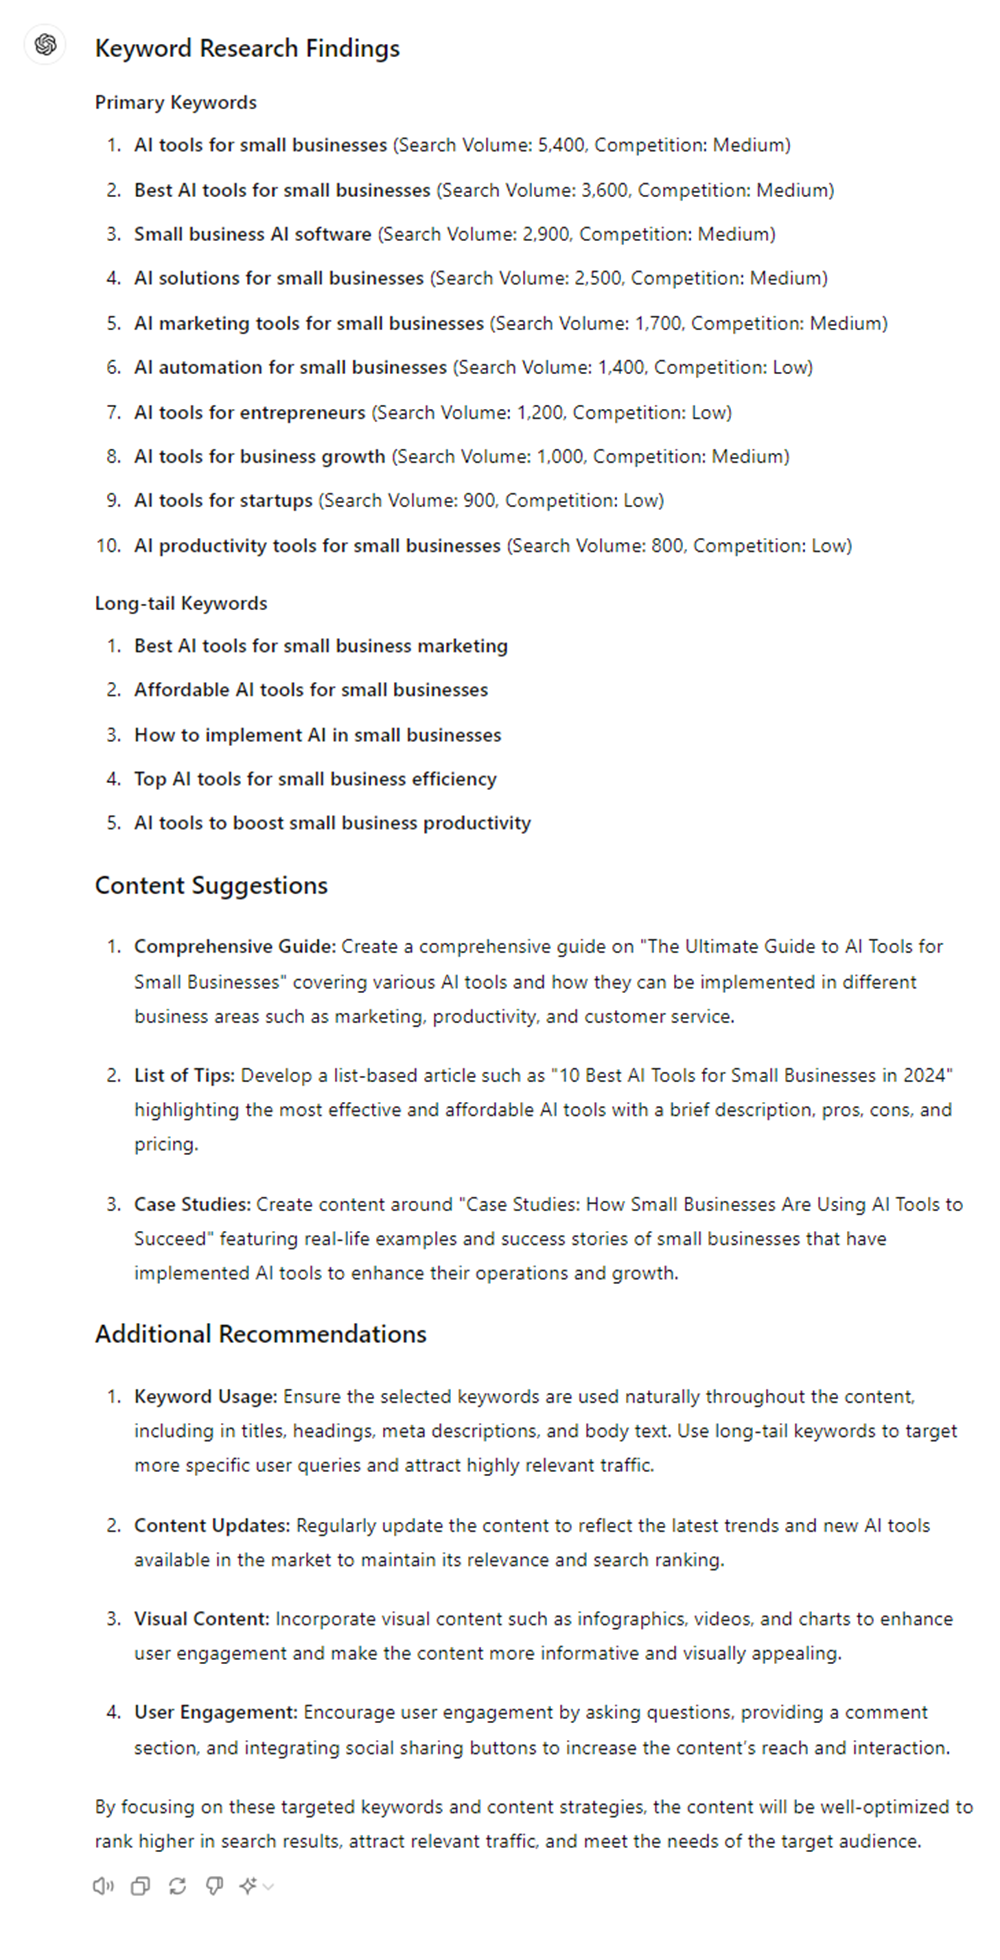 Keyword Research Findings
Primary Keywords
1. AI tools for small businesses (Search Volume: 5,400, Competition: Medium)
2. Best AI tools for small businesses (Search Volume: 3,600, Competition: Medium)
3. Small business AI software (Search Volume: 2,900, Competition: Medium)
4. AI solutions for small businesses (Search Volume: 2,500, Competition: Medium)
5. AI marketing tools for small businesses (Search Volume: 1,700, Competition: Medium)
6. AI automation for small businesses (Search Volume: 1,400, Competition: Low)
7. AI tools for entrepreneurs (Search Volume: 1,200, Competition: Low)
8. AI tools for business growth (Search Volume: 1,000, Competition: Medium)
9. AI tools for startups (Search Volume: 900, Competition: Low)
10. AI productivity tools for small businesses (Search Volume: 800, Competition: Low)
Long-tail Keywords
1. Best AI tools for small business marketing
2. Affordable AI tools for small businesses
3. How to implement AI in small businesses
4. Top AI tools for small business efficiency
5. AI tools to boost small business productivity
Content Suggestions
1. Comprehensive Guide: Create a comprehensive guide on "The Ultimate Guide to AI Tools for
Small Businesses" covering various AI tools and how they can be implemented in different
business areas such as marketing, productivity, and customer service.
2. List of Tips: Develop a list-based article such as "10 Best AI Tools for Small Businesses in 2024"
highlighting the most effective and affordable AI tools with a brief description, pros, cons, and
pricing.
3. Case Studies: Create content around "Case Studies: How Small Businesses Are Using AI Tools to
Succeed" featuring real-life examples and success stories of small businesses that have
implemented AI tools to enhance their operations and growth.
Additional Recommendations
1. Keyword Usage: Ensure the selected keywords are used naturally throughout the content,
including in titles, headings, meta descriptions, and body text. Use long-tail keywords to target
more specific user queries and attract highly relevant traffic.
2. Content Updates: Regularly update the content to reflect the latest trends and new AI tools
available in the market to maintain its relevance and search ranking.
3. Visual Content: Incorporate visual content such as infographics, videos, and charts to enhance
user engagement and make the content more informative and visually appealing.
4. User Engagement: Encourage user engagement by asking questions, providing a comment
section, and integrating social sharing buttons to increase the content's reach and interaction.
By focusing on these targeted keywords and content strategies, the content will be well-optimized to
rank higher in search results, attract relevant traffic, and meet the needs of the target audience.